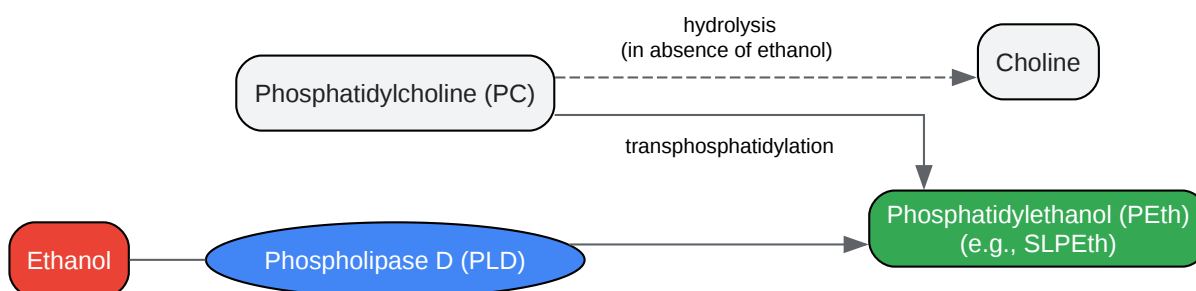 hydrolysis
(in absence of ethanol)
Choline
Phosphatidylcholine (PC)
transphosphatidylation
Phosphatidylethanol (PEth)
(e.g., SLPEth)
Ethanol
Phospholipase D (PLD)